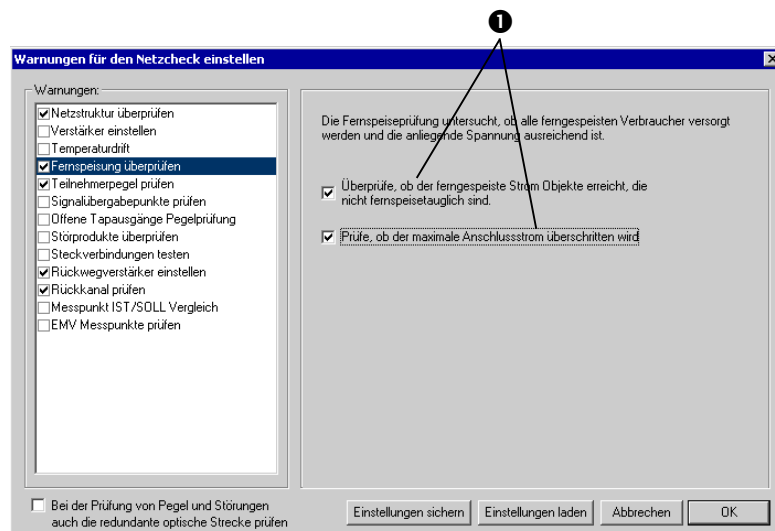 ❶
Warnungen für den Netzcheck einstellen
Warnungen:
Netzstruktur überprüfen
Verstärker einstellen
Temperaturdrift
Fernspeisung überprüfen
Teilnehmerpegel prüfen
Signalübergabepunkte prüfen
Offene Tapausgänge Pegelprüfung
Störprodukte überprüfen
Steckverbindungen testen
Rückwegverstärker einstellen
Rückkanal prüfen
Messpunkt IST/SOLL Vergleich
EMV Messpunkte prüfen
Die Fernspeiseprüfung untersucht, ob alle ferngespeisten Verbraucher versorgt
werden und die anliegende Spannung ausreichend ist.
Überprüfe, ob der ferngespeiste Strom Objekte erreicht, die
nicht fernspeisetauglich sind.
Prüfe, ob der maximale Anschlussstrom überschritten wird
Bei der Prüfung von Pegel und Störungen
auch die redundante optische Strecke prüfen
Einstellungen sichern
Einstellungen laden
Abbrechen
OK